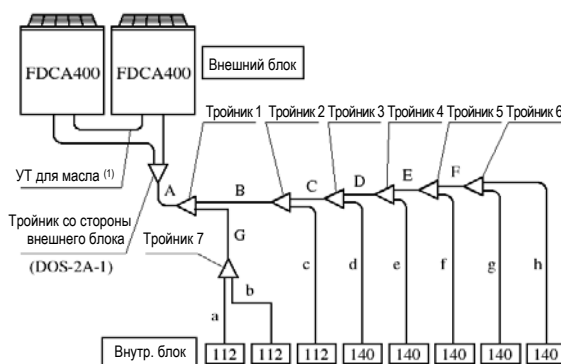 FDCA400
FDCA400
Внешний блок
Тройник 1
Тройник 2
Тройник 3
Тройник 4
Тройник 5
Тройник 6
УТ для масла (1)
A
B
C
D
E
F
Тройник со стороны
внешнего блока
(DOS-2A-1)
Тройник 7
G
a
b
c
d
e
f
g
h
Внутр. блок
112
112
112
140
140
140
140
140